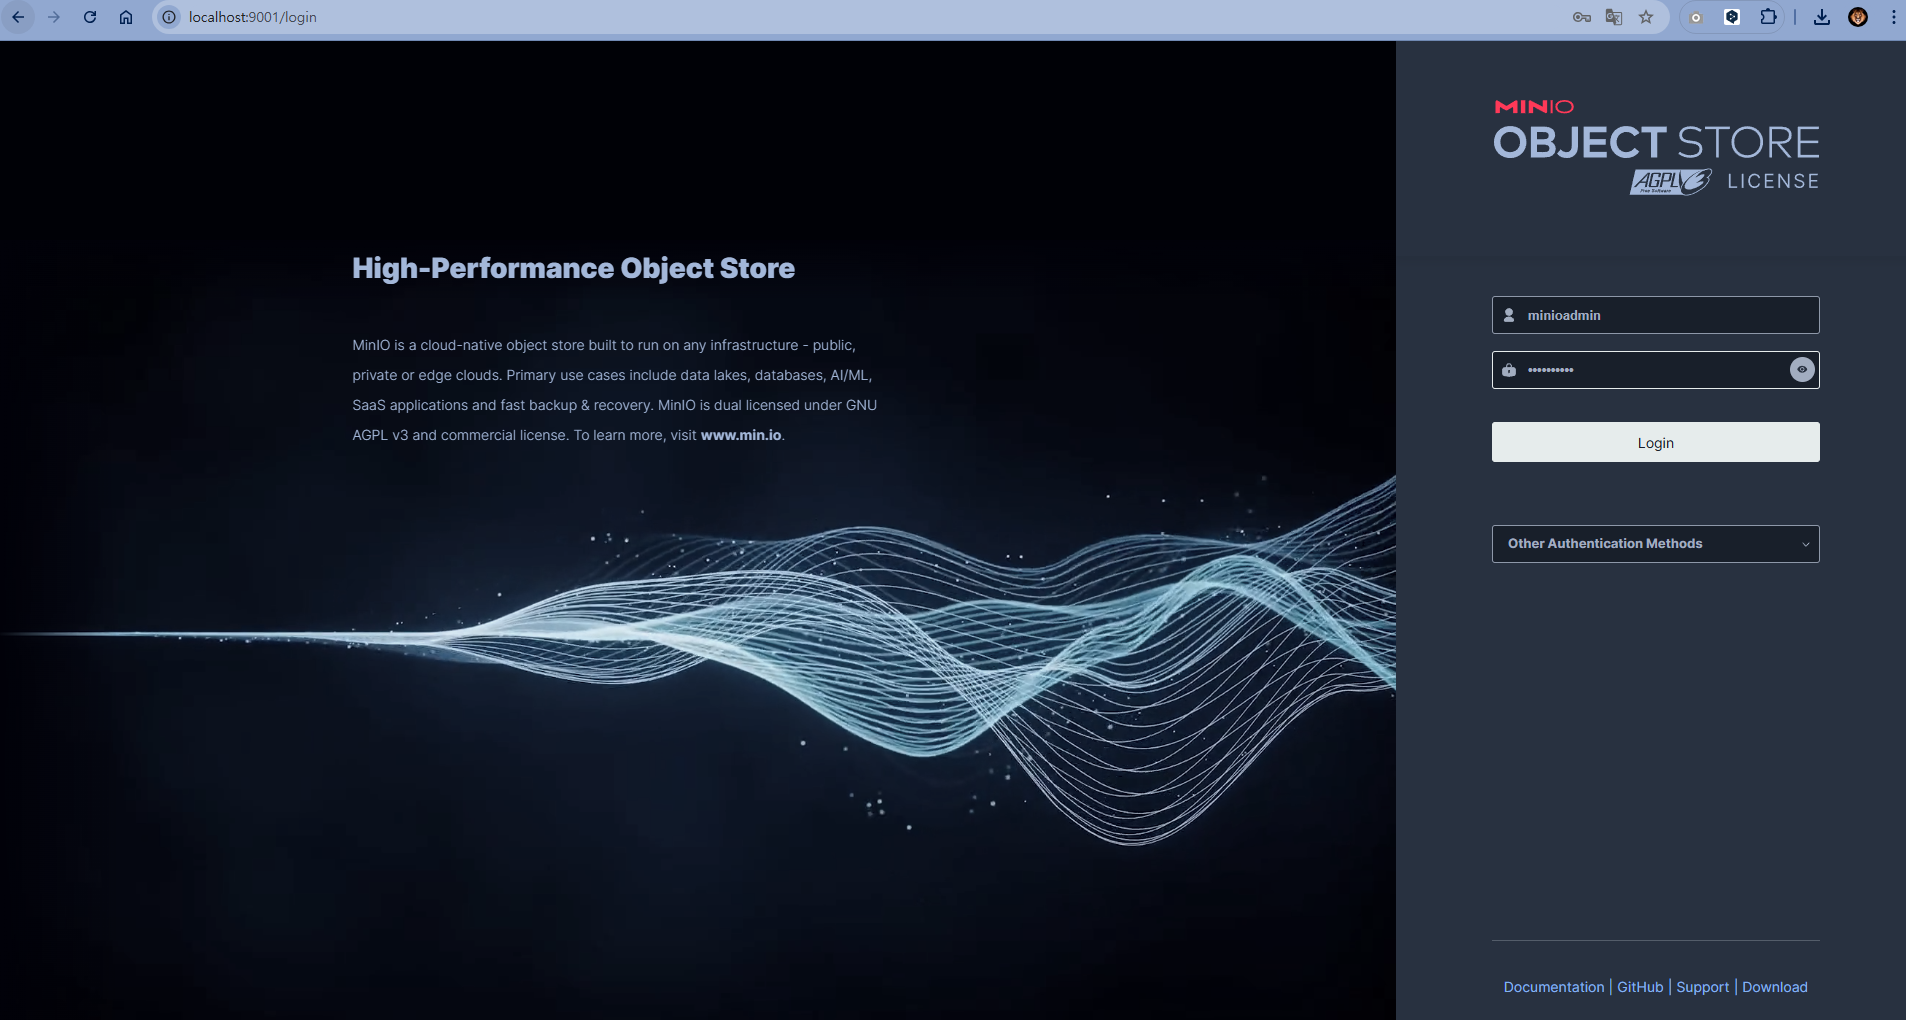 localhost:9001/login
MINIO
OBJECT STORE
AGPL
Free Software
LICENSE
High-Performance Object Store
MinIO is a cloud-native object store built to run on any infrastructure - public,
private or edge clouds. Primary use cases include data lakes, databases, AI/ML,
SaaS applications and fast backup & recovery. MinIO is dual licensed under GNU
AGPL v3 and commercial license. To learn more, visit www.min.io.
minioadmin
••••••••••
Login
Other Authentication Methods
Documentation | GitHub | Support | Download